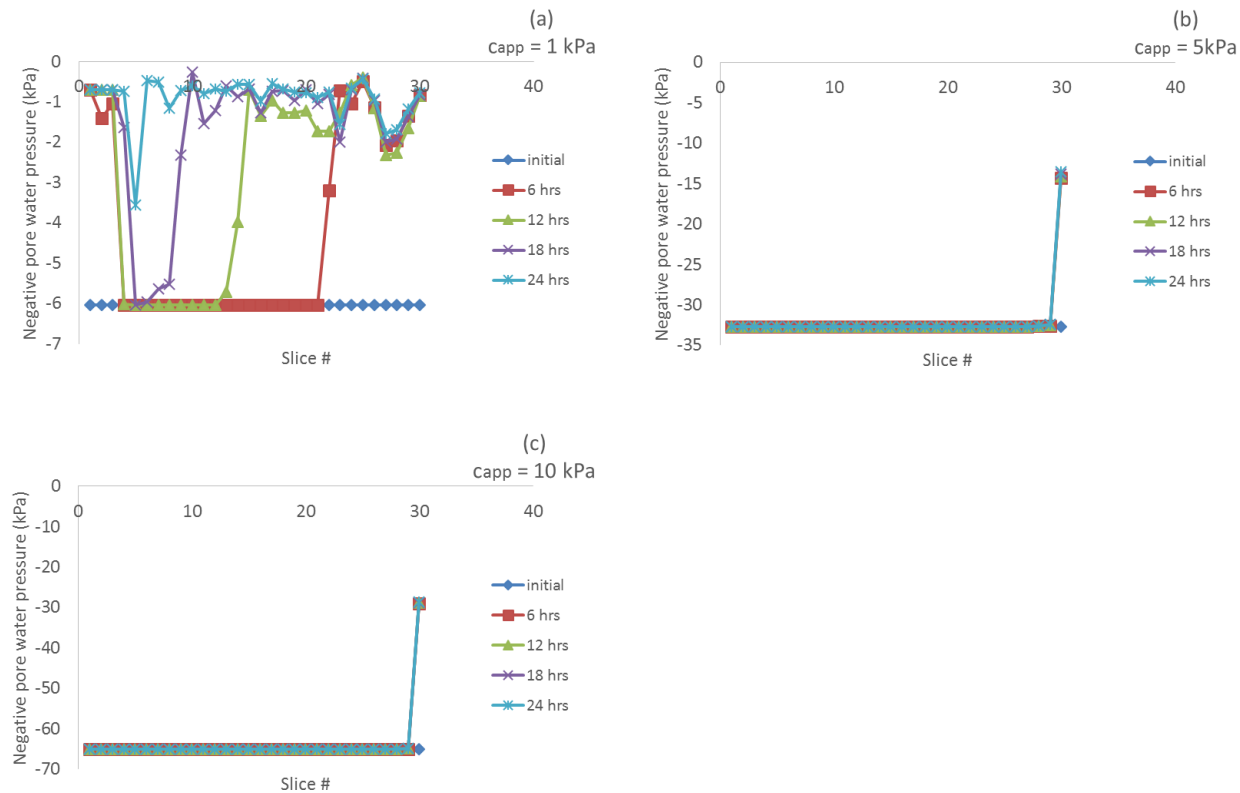 (a)
capp = 1 kPa
Negative pore water pressure (kPa)
0
-1
-2
-3
-4
-5
-6
-7
0
10
20
30
40
Slice #
initial
6 hrs
12 hrs
18 hrs
24 hrs
(b)
capp = 5kPa
Negative pore water pressure (kPa)
0
-5
-10
-15
-20
-25
-30
-35
0
10
20
30
40
Slice #
initial
6 hrs
12 hrs
18 hrs
24 hrs
(c)
capp = 10 kPa
Negative pore water pressure (kPa)
0
-10
-20
-30
-40
-50
-60
-70
0
10
20
30
40
Slice #
initial
6 hrs
12 hrs
18 hrs
24 hrs